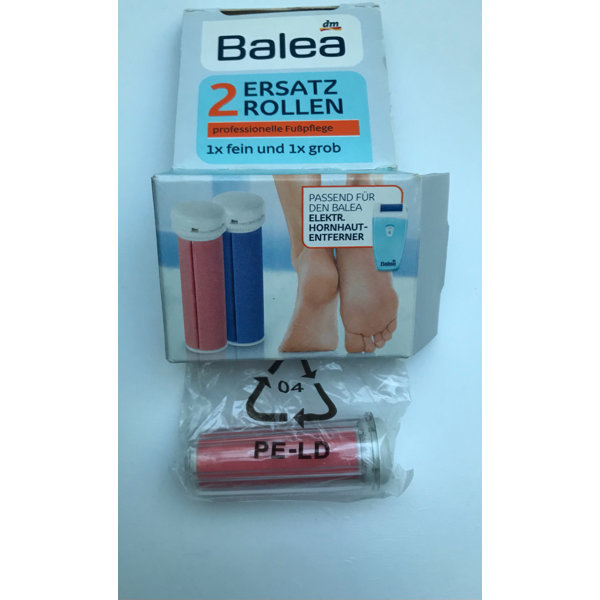 dm
Balea
2 ERSATZ
ROLLEN
professionelle Fußpflege
1x fein und 1x grob
PASSEND FÜR
DEN BALEA
ELEKTR.
HORNHAUT-
ENTFERNER
Balea
04
PE-LD